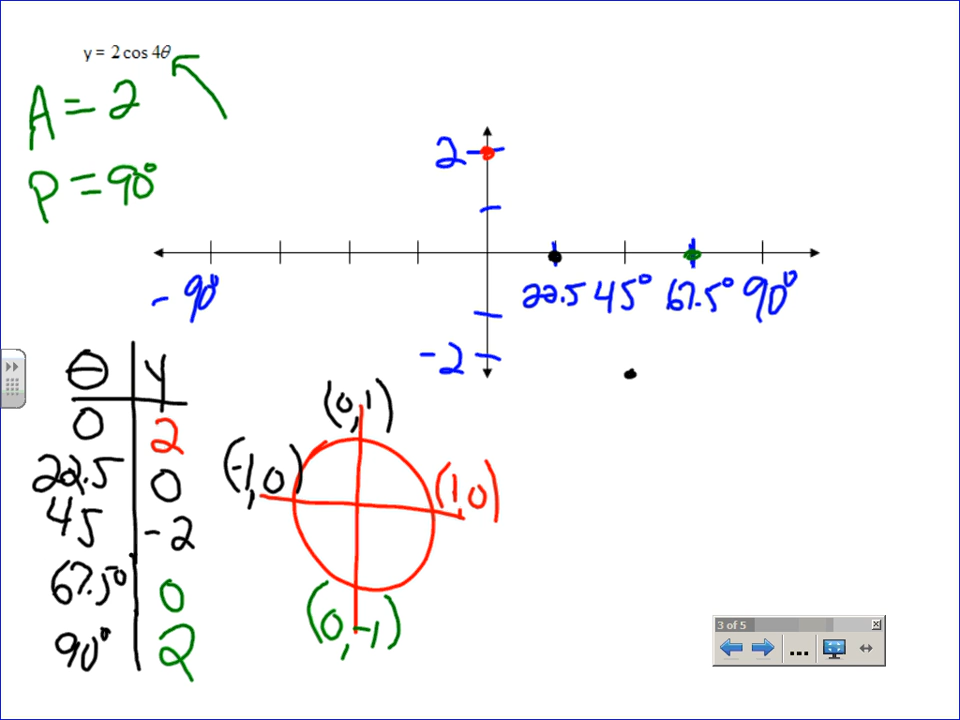 y = 2 cos 4θ
A = 2
P = 90°
2
-90° 22.5 45° 67.5° 90°
-2
θ y
0 2
22.5 0
45 -2
67.5° 0
90° 2
(0,1)
(-1,0) (1,0)
(0,-1)
3 of 5
...